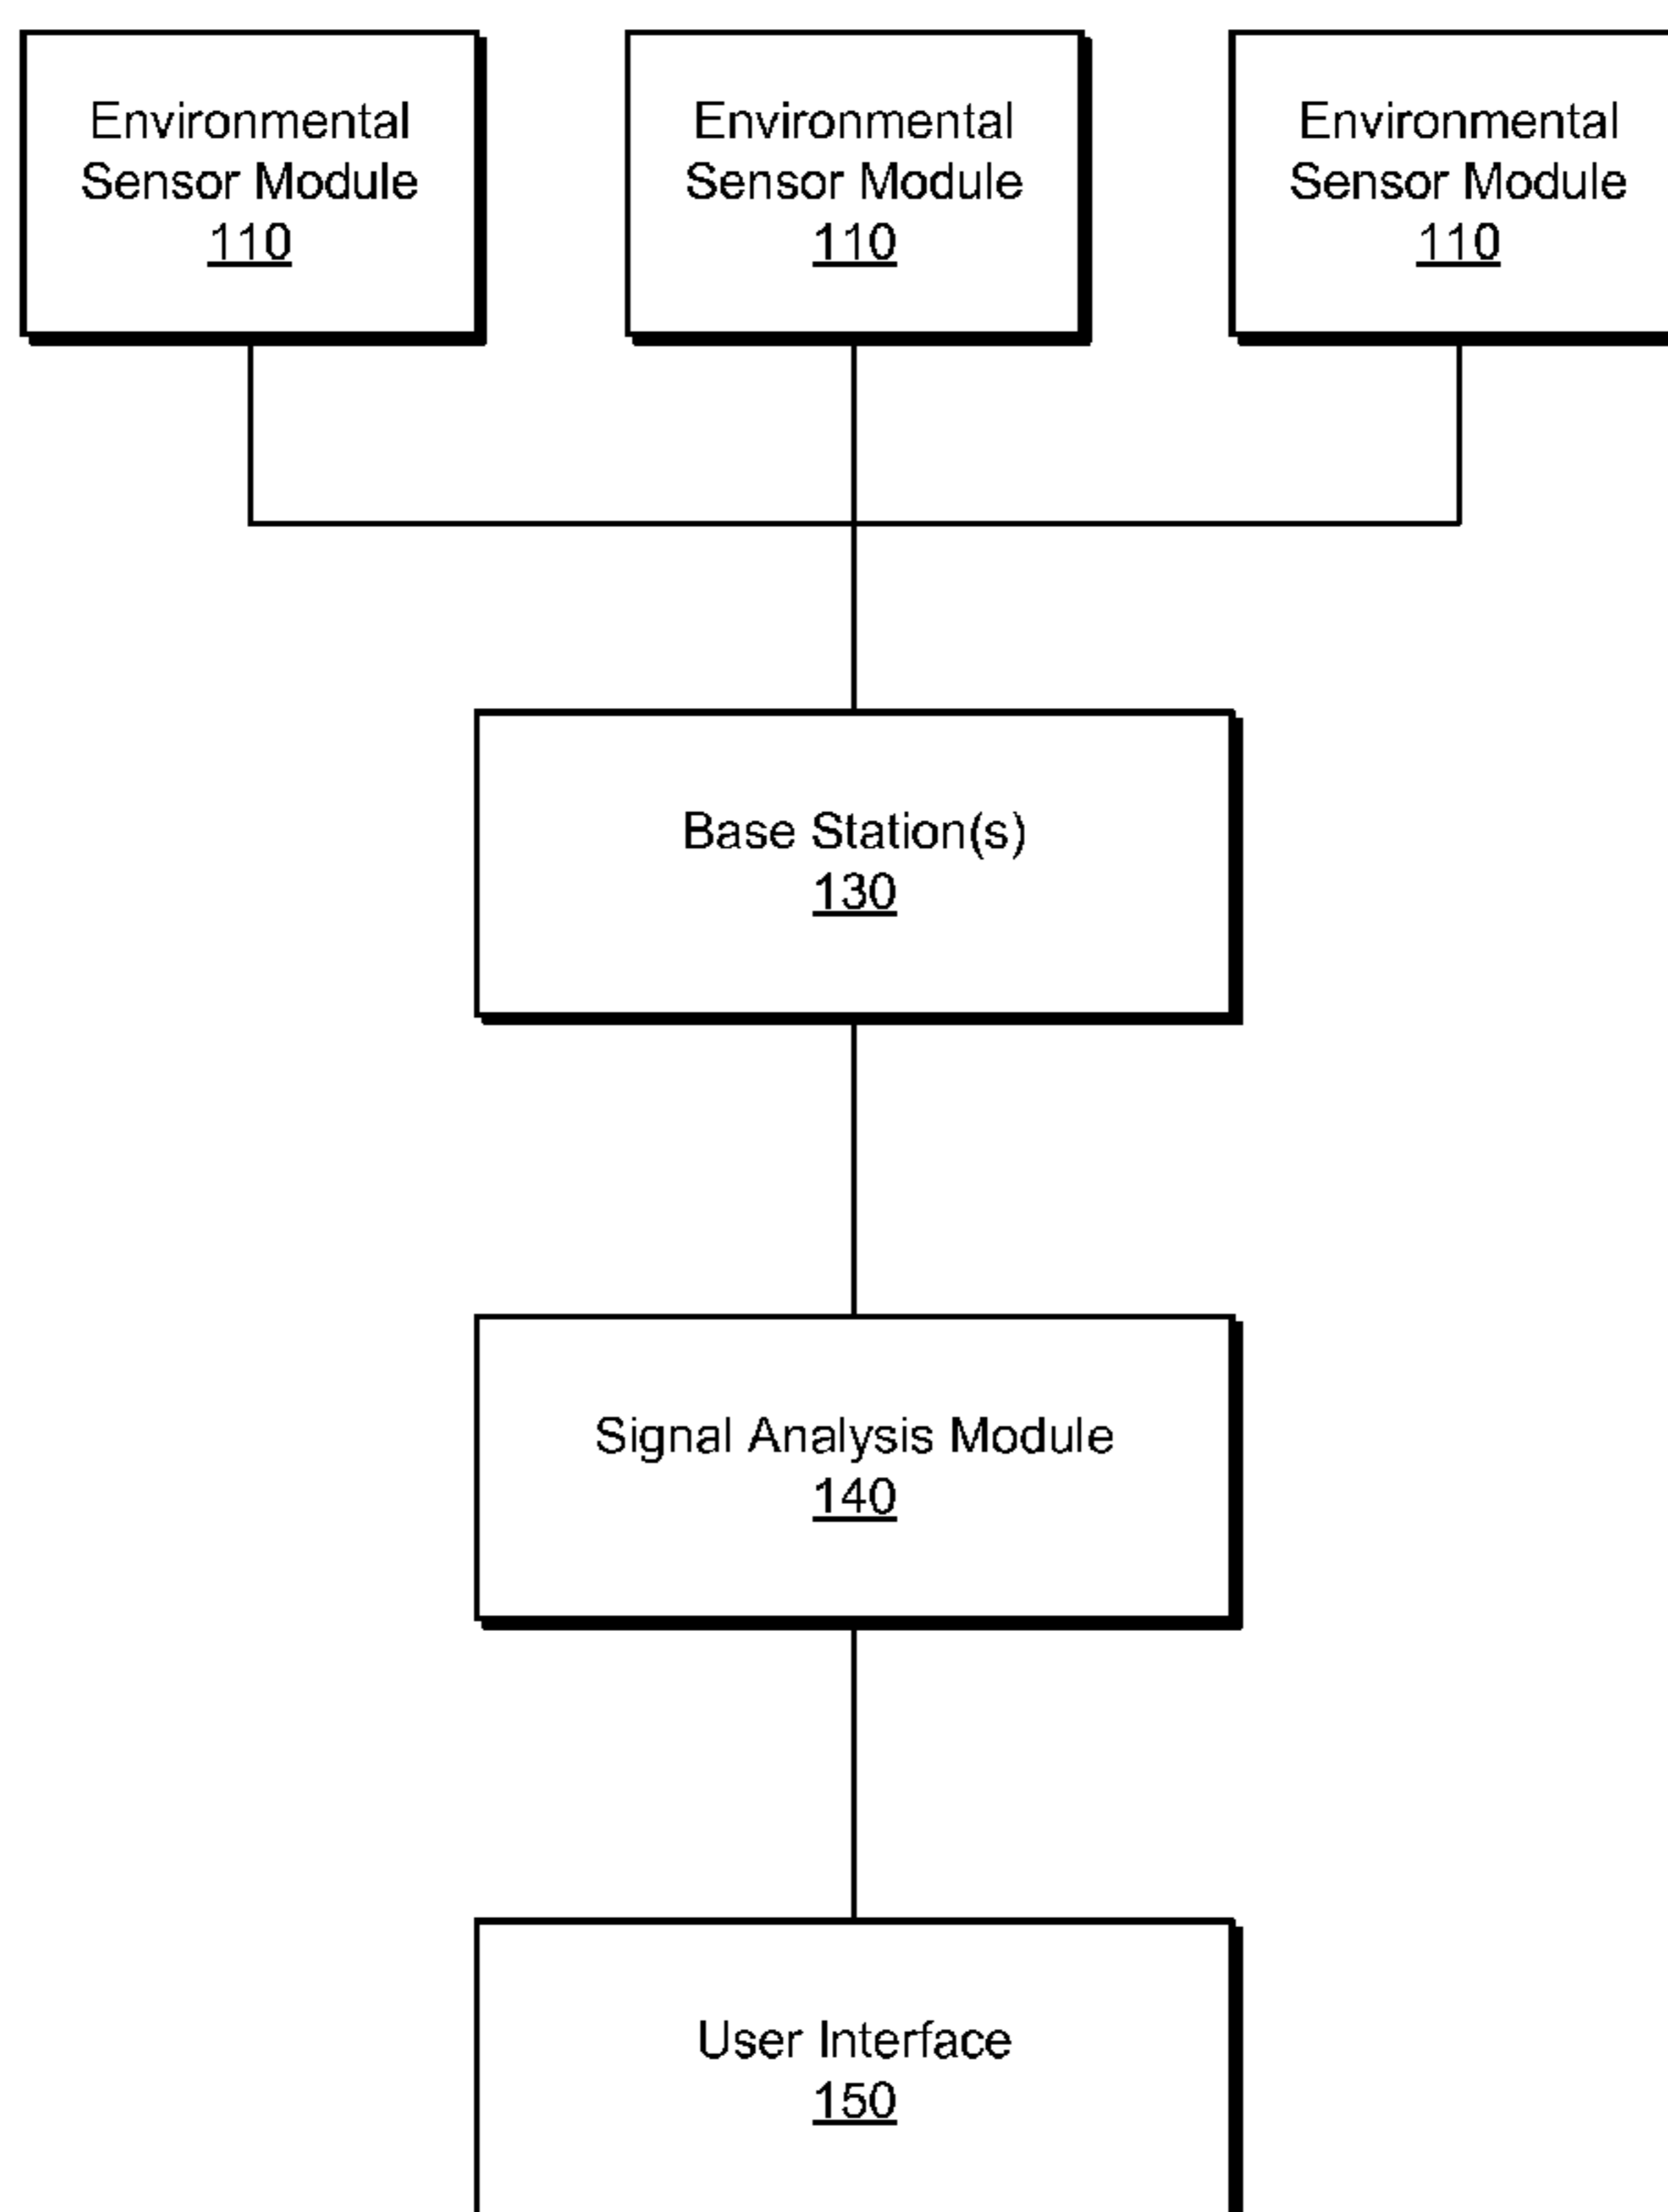 Environmental
Sensor Module
110
Environmental
Sensor Module
110
Environmental
Sensor Module
110
Base Station(s)
130
Signal Analysis Module
140
User Interface
150